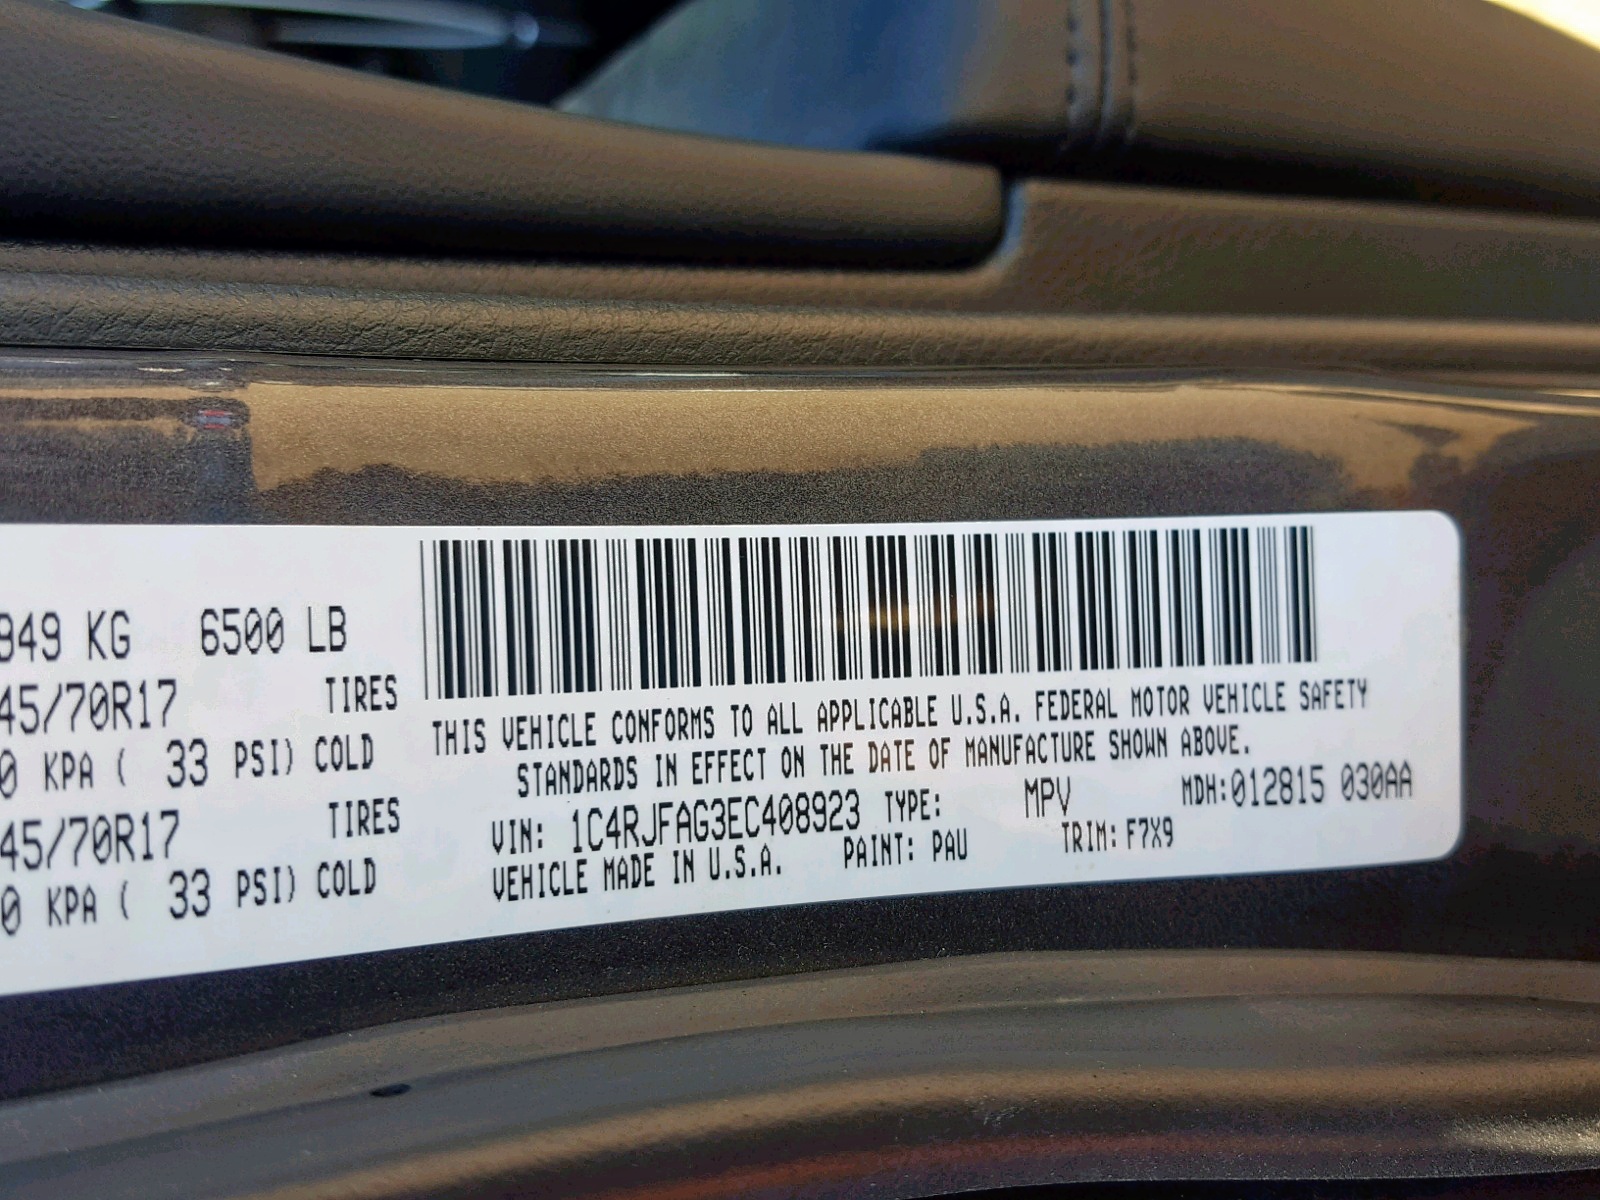 949 KG 6500 LB
45/70R17 TIRES
0 KPA ( 33 PSI) COLD
45/70R17 TIRES
0 KPA ( 33 PSI) COLD
THIS VEHICLE CONFORMS TO ALL APPLICABLE U.S.A. FEDERAL MOTOR VEHICLE SAFETY
STANDARDS IN EFFECT ON THE DATE OF MANUFACTURE SHOWN ABOVE.
VIN: 1C4RJFAG3EC408923 TYPE: MPV MDH:012815 030AA
VEHICLE MADE IN U.S.A. PAINT: PAU TRIM: F7X9